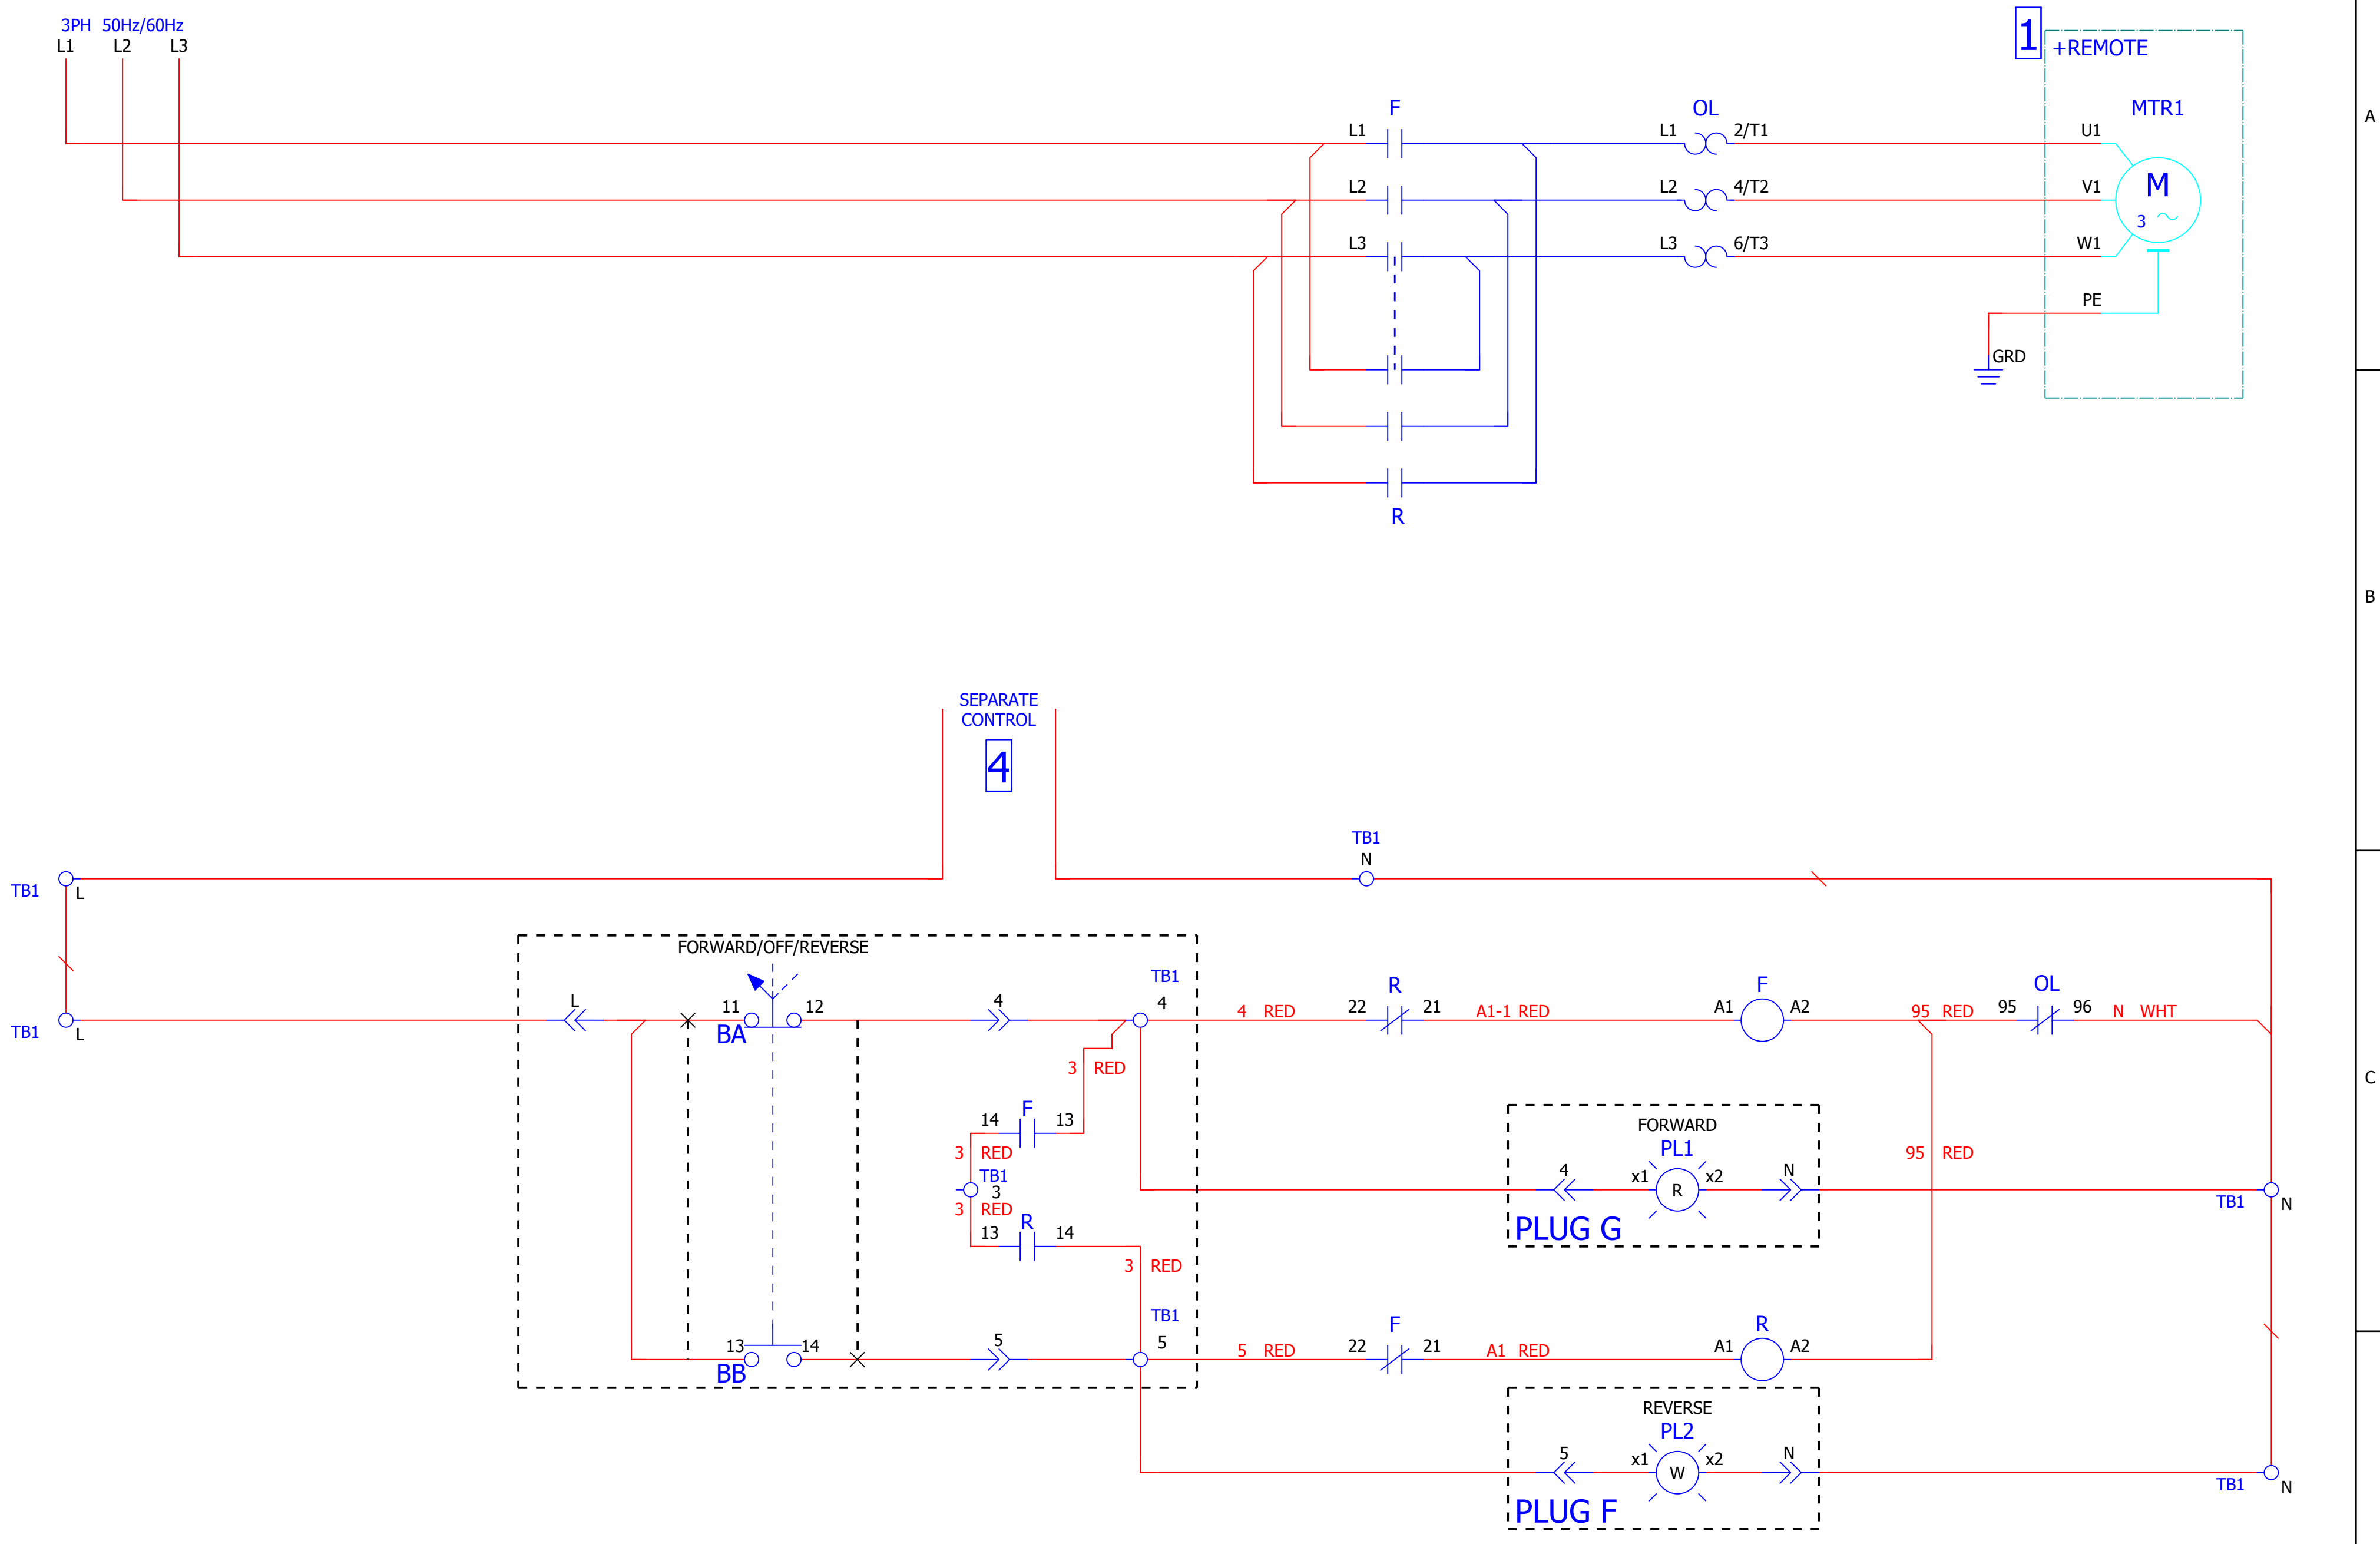 3PH 50Hz/60Hz
L1 L2 L3
1
+REMOTE
MTR1
F
OL
L1
L1
2/T1
U1
A
L2
L2
4/T2
V1
M
3
L3
L3
6/T3
W1
PE
GRD
R
B
SEPARATE
CONTROL
4
TB1
N
TB1
L
FORWARD/OFF/REVERSE
TB1
L
L
11
12
BA
4
TB1
4
4 RED
22
R
21
A1-1 RED
A1
F
A2
95 RED
95
OL
96
N WHT
3 RED
C
14
F
13
3 RED
TB1
3
3 RED
13
R
14
3 RED
FORWARD
PL1
4
x1
R
x2
N
PLUG G
95 RED
TB1
N
13
14
BB
5
TB1
5
5 RED
22
F
21
A1 RED
A1
R
A2
REVERSE
PL2
5
x1
W
x2
N
PLUG F
TB1
N